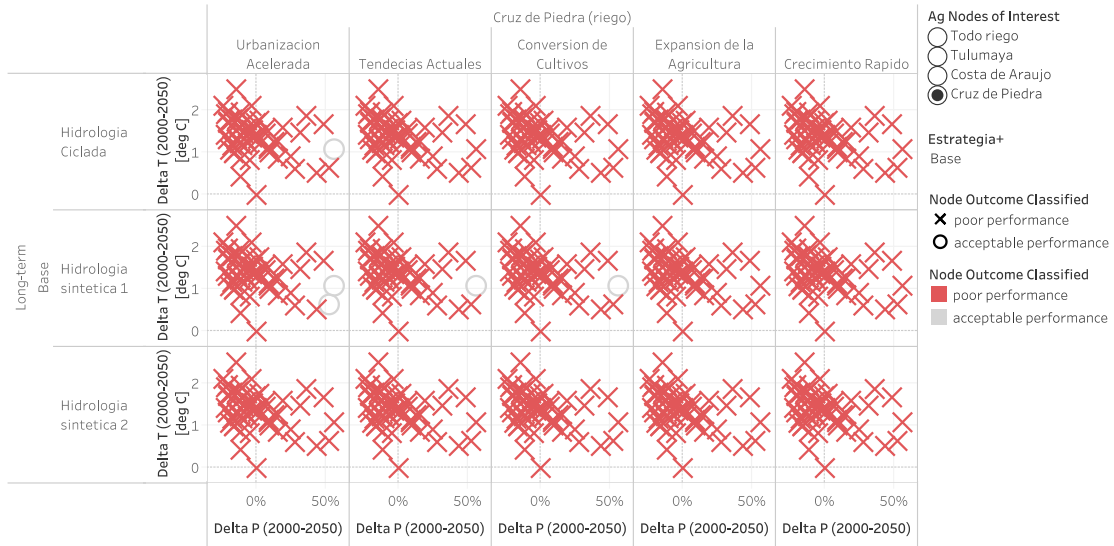 Cruz de Piedra (riego)
Urbanizacion
Acelerada
Tendecias Actuales
Conversion de
Cultivos
Expansion de la
Agricultura
Crecimiento Rapido
Long-term
Base
Hidrologia
Ciclada
Delta T (2000-2050)
[deg C]
2
1
0
Hidrologia
sintetica 1
Delta T (2000-2050)
[deg C]
2
1
0
Hidrologia
sintetica 2
Delta T (2000-2050)
[deg C]
2
1
0
0% 50% 0% 50% 0% 50% 0% 50% 0% 50%
Delta P (2000-2050) Delta P (2000-2050) Delta P (2000-2050) Delta P (2000-2050) Delta P (2000-2050)
Ag Nodes of Interest
Todo riego
Tulumaya
Costa de Araujo
Cruz de Piedra
Estrategia+
Base
Node Outcome Classified
poor performance
acceptable performance
Node Outcome Classified
poor performance
acceptable performance